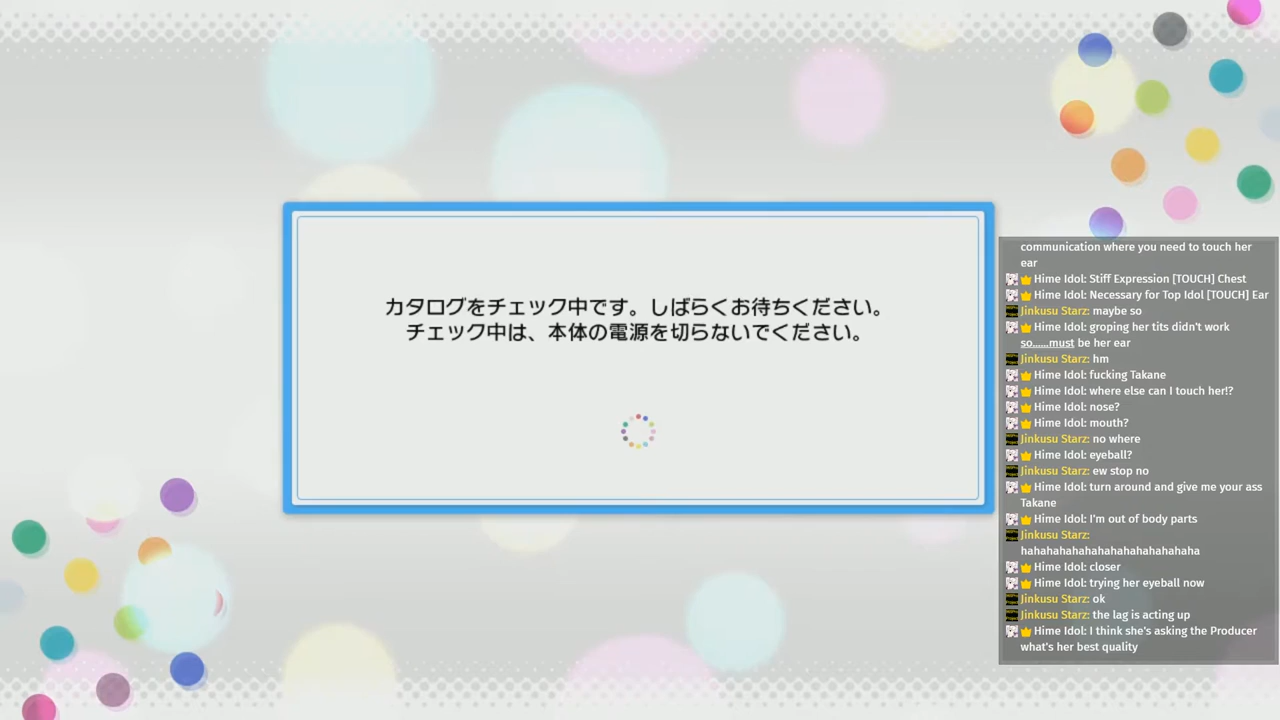 カタログをチェック中です。しばらくお待ちください。
チェック中は、本体の電源を切らないでください。
communication where you need to touch her
ear
Hime Idol: Stiff Expression [TOUCH] Chest
Hime Idol: Necessary for Top Idol [TOUCH] Ear
Jinkusu Starz: maybe so
Hime Idol: groping her tits didn't work
so......must be her ear
Jinkusu Starz: hm
Hime Idol: fucking Takane
Hime Idol: where else can I touch her!?
Hime Idol: nose?
Hime Idol: mouth?
Jinkusu Starz: no where
Hime Idol: eyeball?
Jinkusu Starz: ew stop no
Hime Idol: turn around and give me your ass
Takane
Hime Idol: I'm out of body parts
Jinkusu Starz:
hahahahahahahahahahahahahaha
Hime Idol: closer
Hime Idol: trying her eyeball now
Jinkusu Starz: ok
Jinkusu Starz: the lag is acting up
Hime Idol: I think she's asking the Producer
what's her best quality